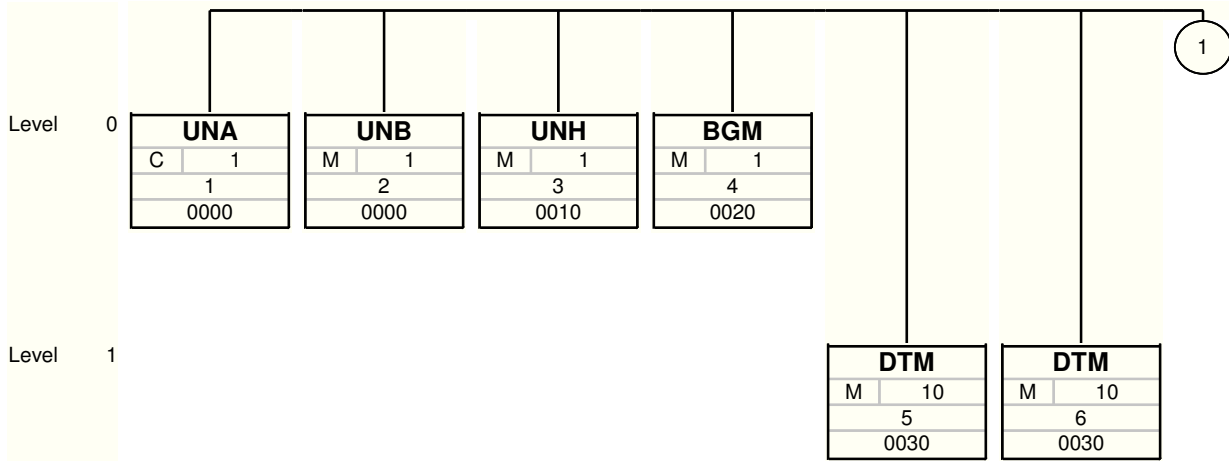 1
Level 0
UNA UNB UNH BGM
C 1 M 1 M 1 M 1
1 2 3 4
0000 0000 0010 0020
Level 1
DTM DTM
M 10 M 10
5 6
0030 0030